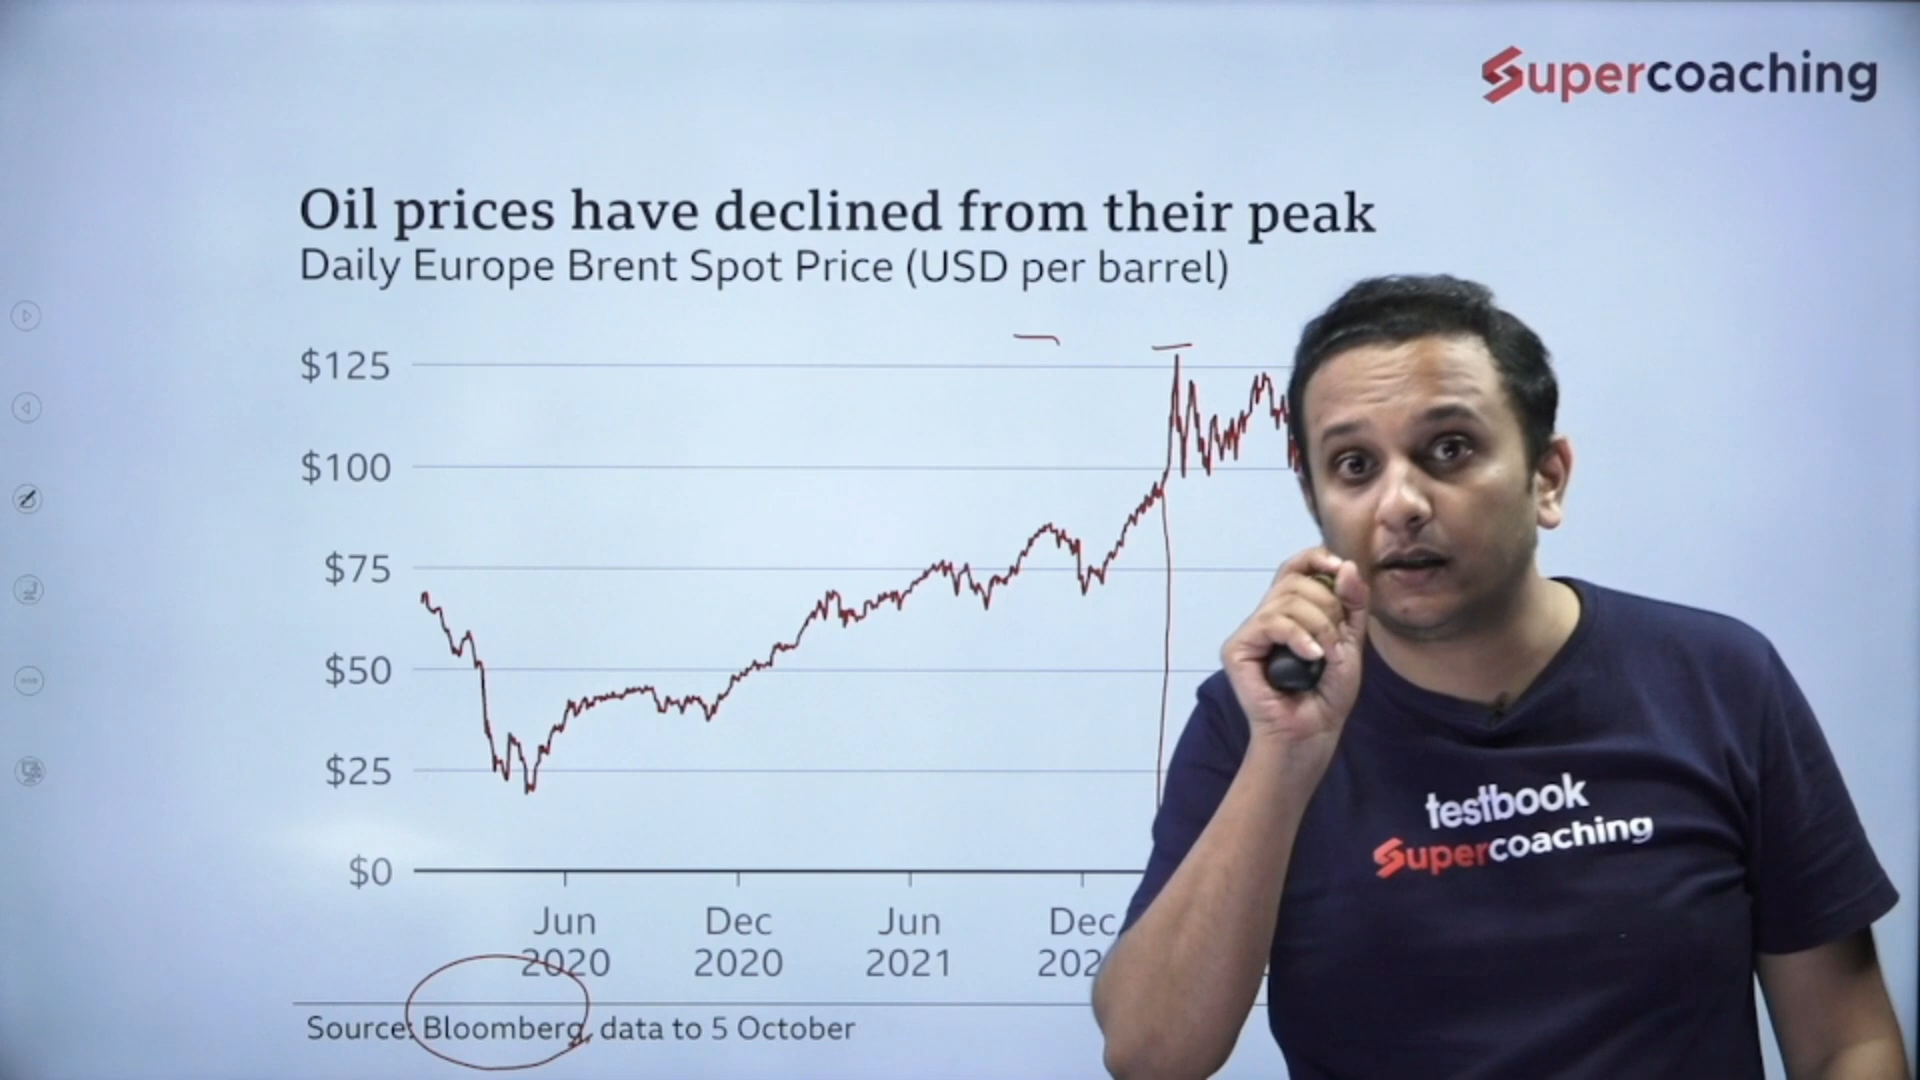 Supercoaching
Oil prices have declined from their peak
Daily Europe Brent Spot Price (USD per barrel)
$125
$100
$75
$50
$25
$0
Jun Dec Jun Dec
2020 2020 2021
Source: Bloomberg, data to 5 October
testbook
Supercoaching